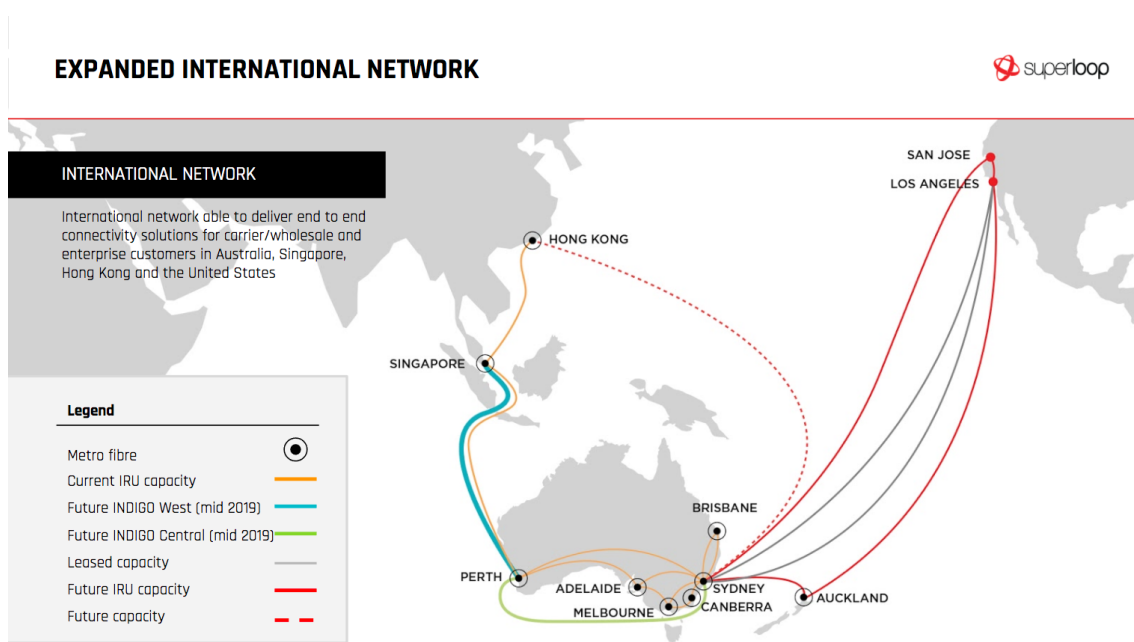 EXPANDED INTERNATIONAL NETWORK
superloop
INTERNATIONAL NETWORK
International network able to deliver end to end
connectivity solutions for carrier/wholesale and
enterprise customers in Australia, Singapore,
Hong Kong and the United States
SAN JOSE
LOS ANGELES
HONG KONG
SINGAPORE
BRISBANE
PERTH
ADELAIDE
SYDNEY
MELBOURNE
CANBERRA
AUCKLAND
Legend
Metro fibre
Current IRU capacity
Future INDIGO West (mid 2019)
Future INDIGO Central (mid 2019)
Leased capacity
Future IRU capacity
Future capacity